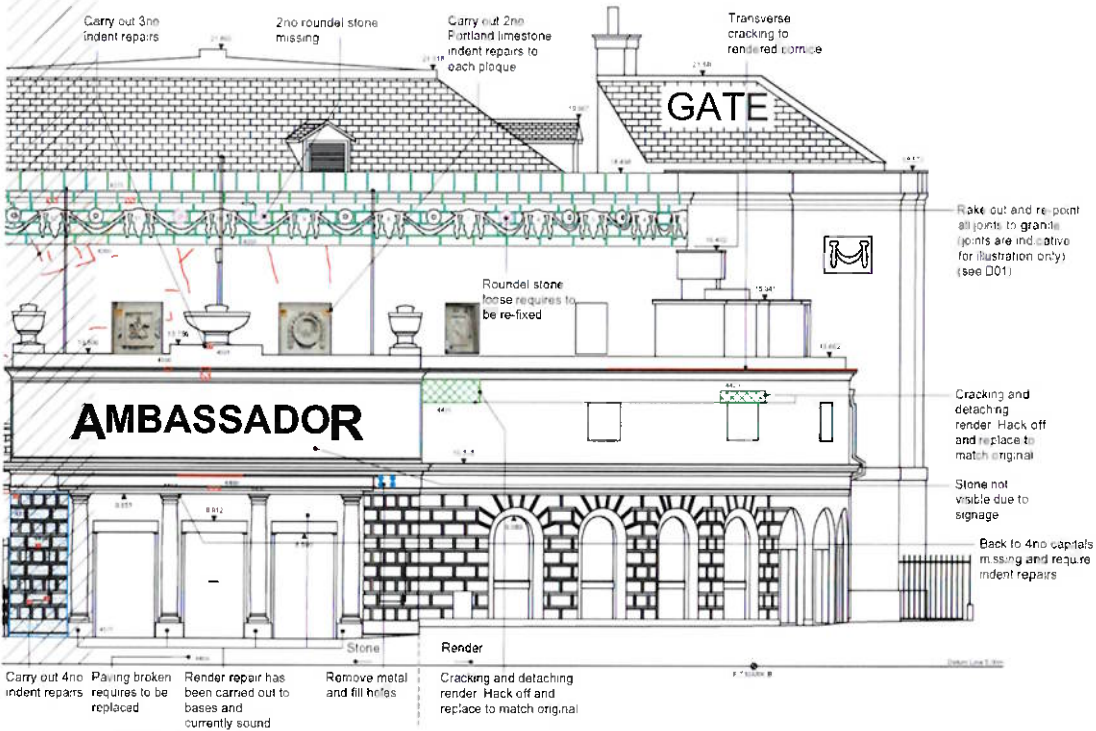 Carry out 3no
indent repairs
2no roundel stone
missing
Carry out 2no
Portland limestone
indent repairs to
each plaque
Transverse
cracking to
rendered cornice
GATE
Rake out and re-point
all joints to granite
(joints are indicative
for illustration only)
(see D01)
Roundel stone
loose requires to
be re-fixed
AMBASSADOR
Cracking and
detaching
render. Hack off
and replace to
match original
Stone not
visible due to
signage
Back to 4no capitals
missing and require
indent repairs
Stone
Render
Carry out 4no
indent repairs
Paving broken
requires to be
replaced
Render repair has
been carried out to
bases and
currently sound
Remove metal
and fill holes
Cracking and detaching
render. Hack off and
replace to match original